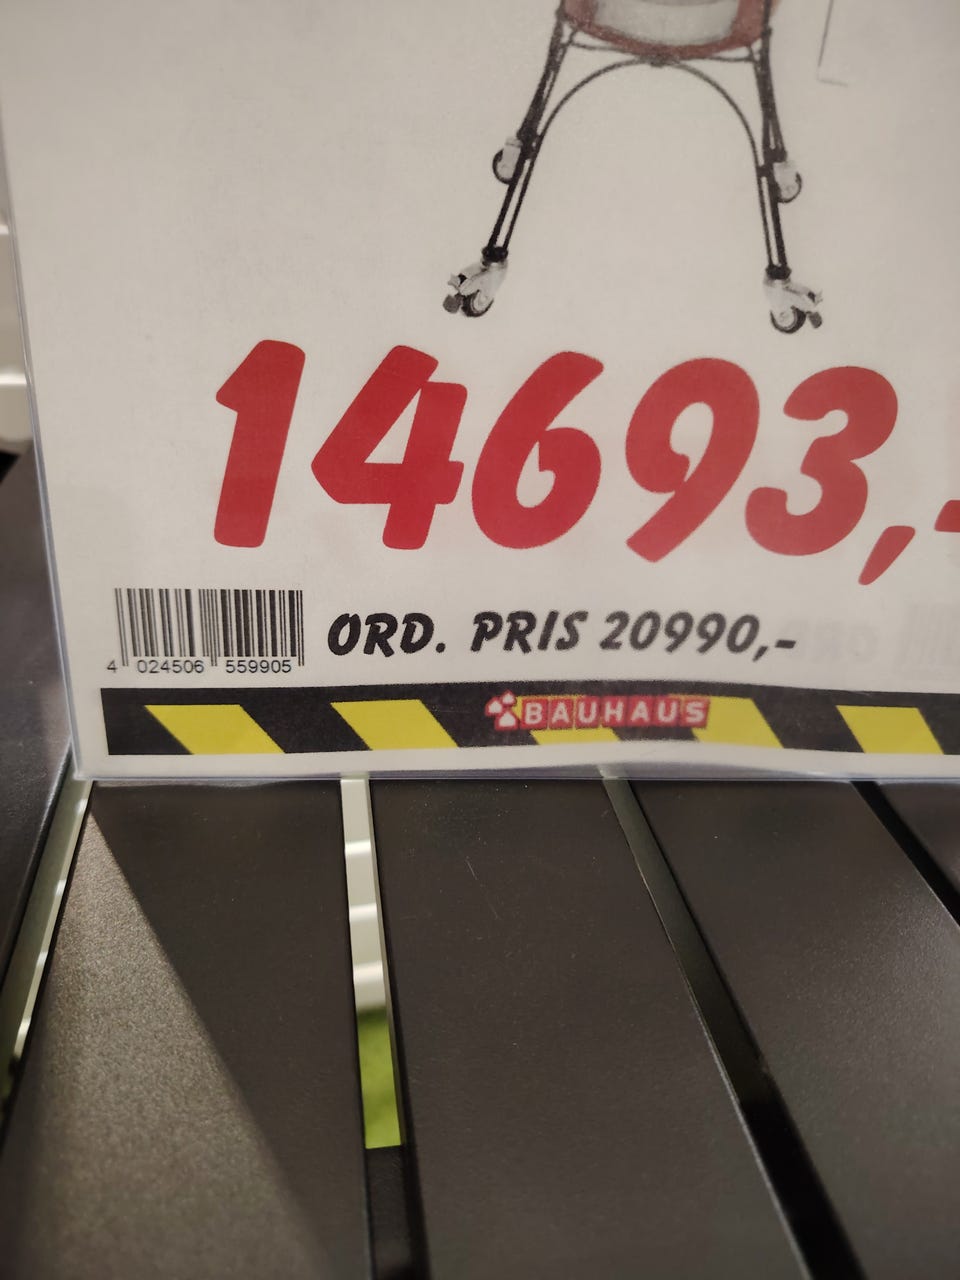 14693,-
ORD. PRIS 20990,-
4 024506 559905
BAUHAUS